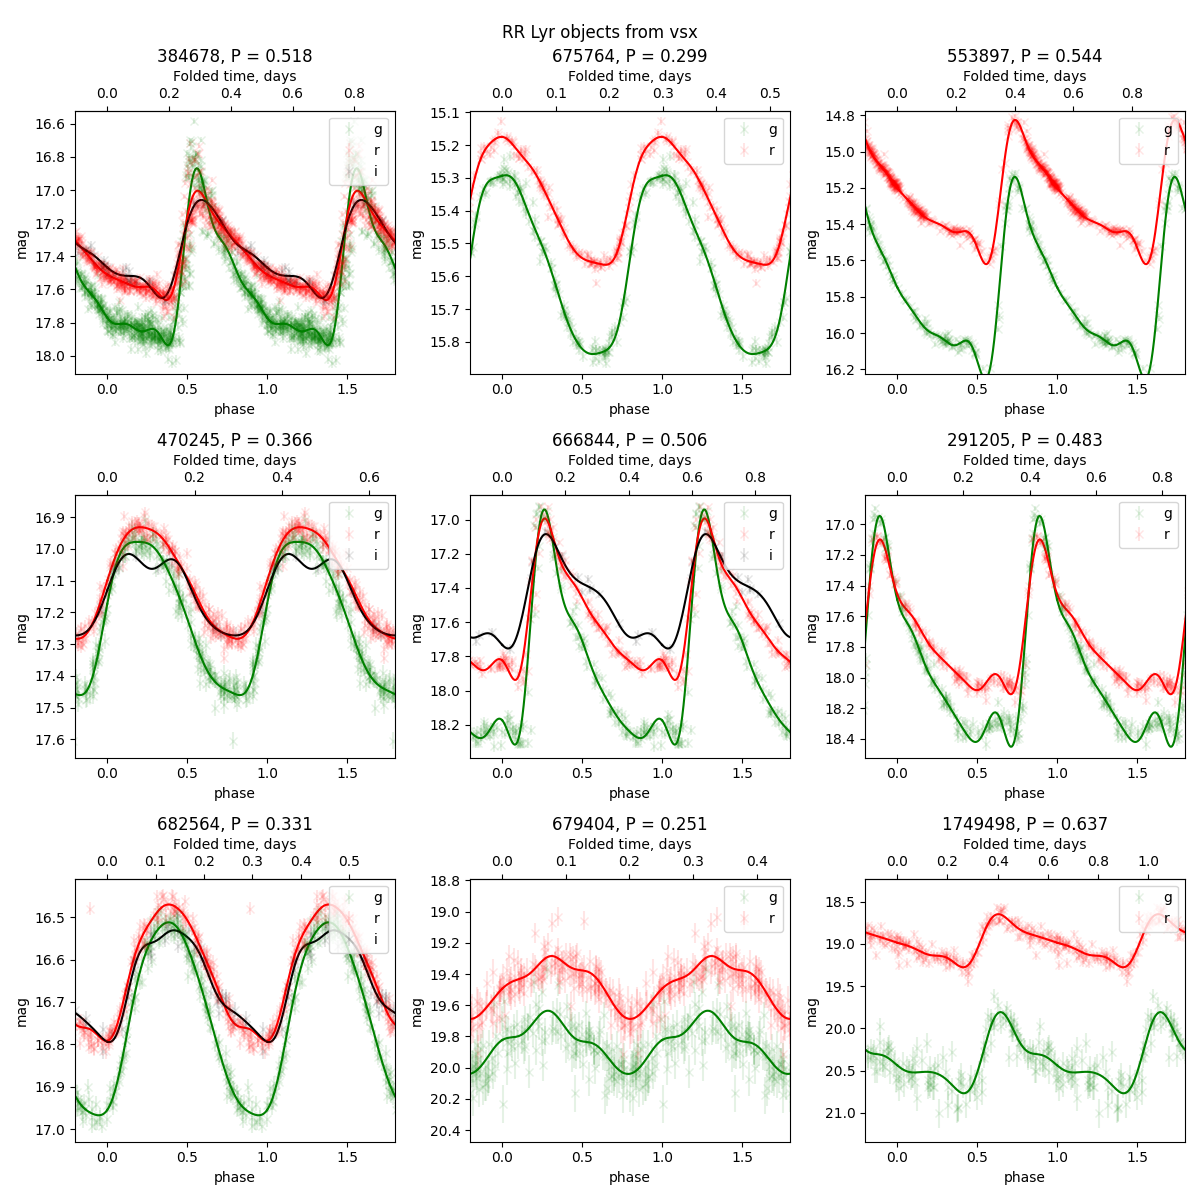 RR Lyr objects from vsx
384678, P = 0.518
Folded time, days
0.0 0.2 0.4 0.6 0.8
16.6
16.8
17.0
17.2
17.4
17.6
17.8
18.0
mag
g
r
i
0.0 0.5 1.0 1.5
phase
675764, P = 0.299
Folded time, days
0.0 0.1 0.2 0.3 0.4 0.5
15.1
15.2
15.3
15.4
15.5
15.6
15.7
15.8
mag
g
r
0.0 0.5 1.0 1.5
phase
553897, P = 0.544
Folded time, days
0.0 0.2 0.4 0.6 0.8
14.8
15.0
15.2
15.4
15.6
15.8
16.0
16.2
mag
g
r
0.0 0.5 1.0 1.5
phase
470245, P = 0.366
Folded time, days
0.0 0.2 0.4 0.6
16.9
17.0
17.1
17.2
17.3
17.4
17.5
17.6
mag
g
r
i
0.0 0.5 1.0 1.5
phase
666844, P = 0.506
Folded time, days
0.0 0.2 0.4 0.6 0.8
17.0
17.2
17.4
17.6
17.8
18.0
18.2
mag
g
r
i
0.0 0.5 1.0 1.5
phase
291205, P = 0.483
Folded time, days
0.0 0.2 0.4 0.6 0.8
17.0
17.2
17.4
17.6
17.8
18.0
18.2
18.4
mag
g
r
0.0 0.5 1.0 1.5
phase
682564, P = 0.331
Folded time, days
0.0 0.1 0.2 0.3 0.4 0.5
16.5
16.6
16.7
16.8
16.9
17.0
mag
g
r
i
0.0 0.5 1.0 1.5
phase
679404, P = 0.251
Folded time, days
0.0 0.1 0.2 0.3 0.4
18.8
19.0
19.2
19.4
19.6
19.8
20.0
20.2
20.4
mag
g
r
0.0 0.5 1.0 1.5
phase
1749498, P = 0.637
Folded time, days
0.0 0.2 0.4 0.6 0.8 1.0
18.5
19.0
19.5
20.0
20.5
21.0
mag
g
r
0.0 0.5 1.0 1.5
phase